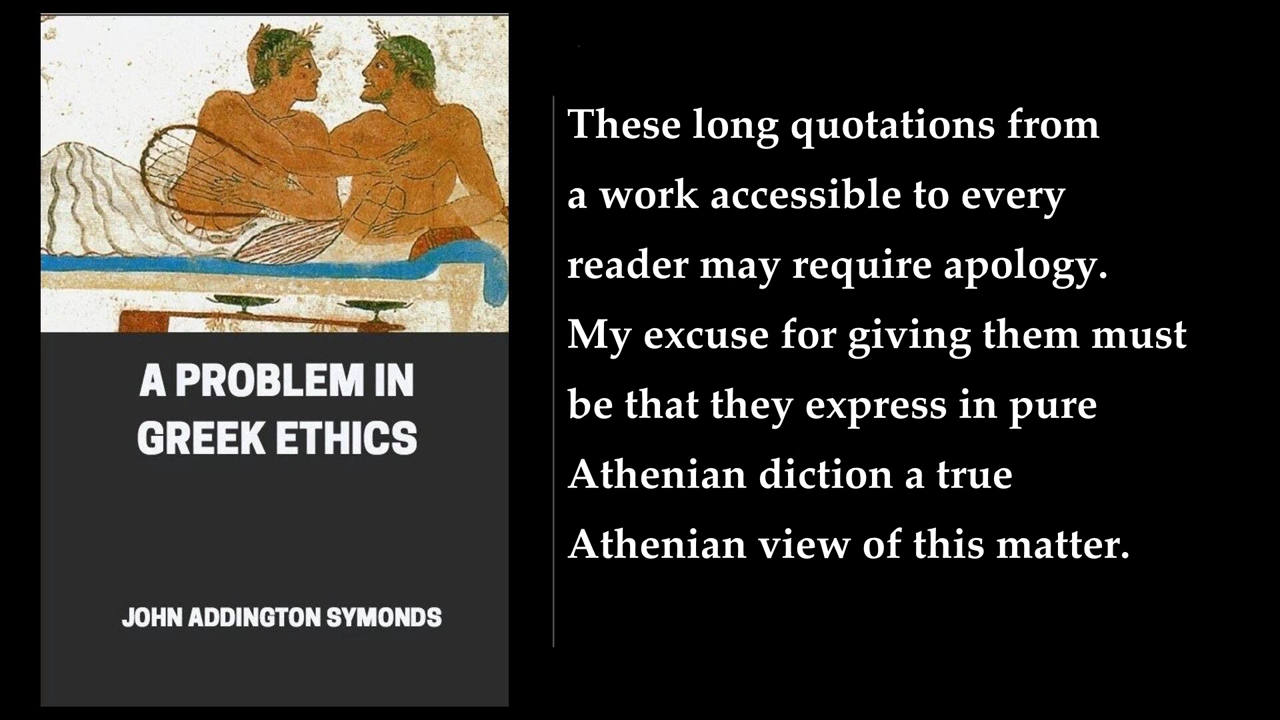 A PROBLEM IN
GREEK ETHICS
JOHN ADDINGTON SYMONDS
These long quotations from
a work accessible to every
reader may require apology.
My excuse for giving them must
be that they express in pure
Athenian diction a true
Athenian view of this matter.